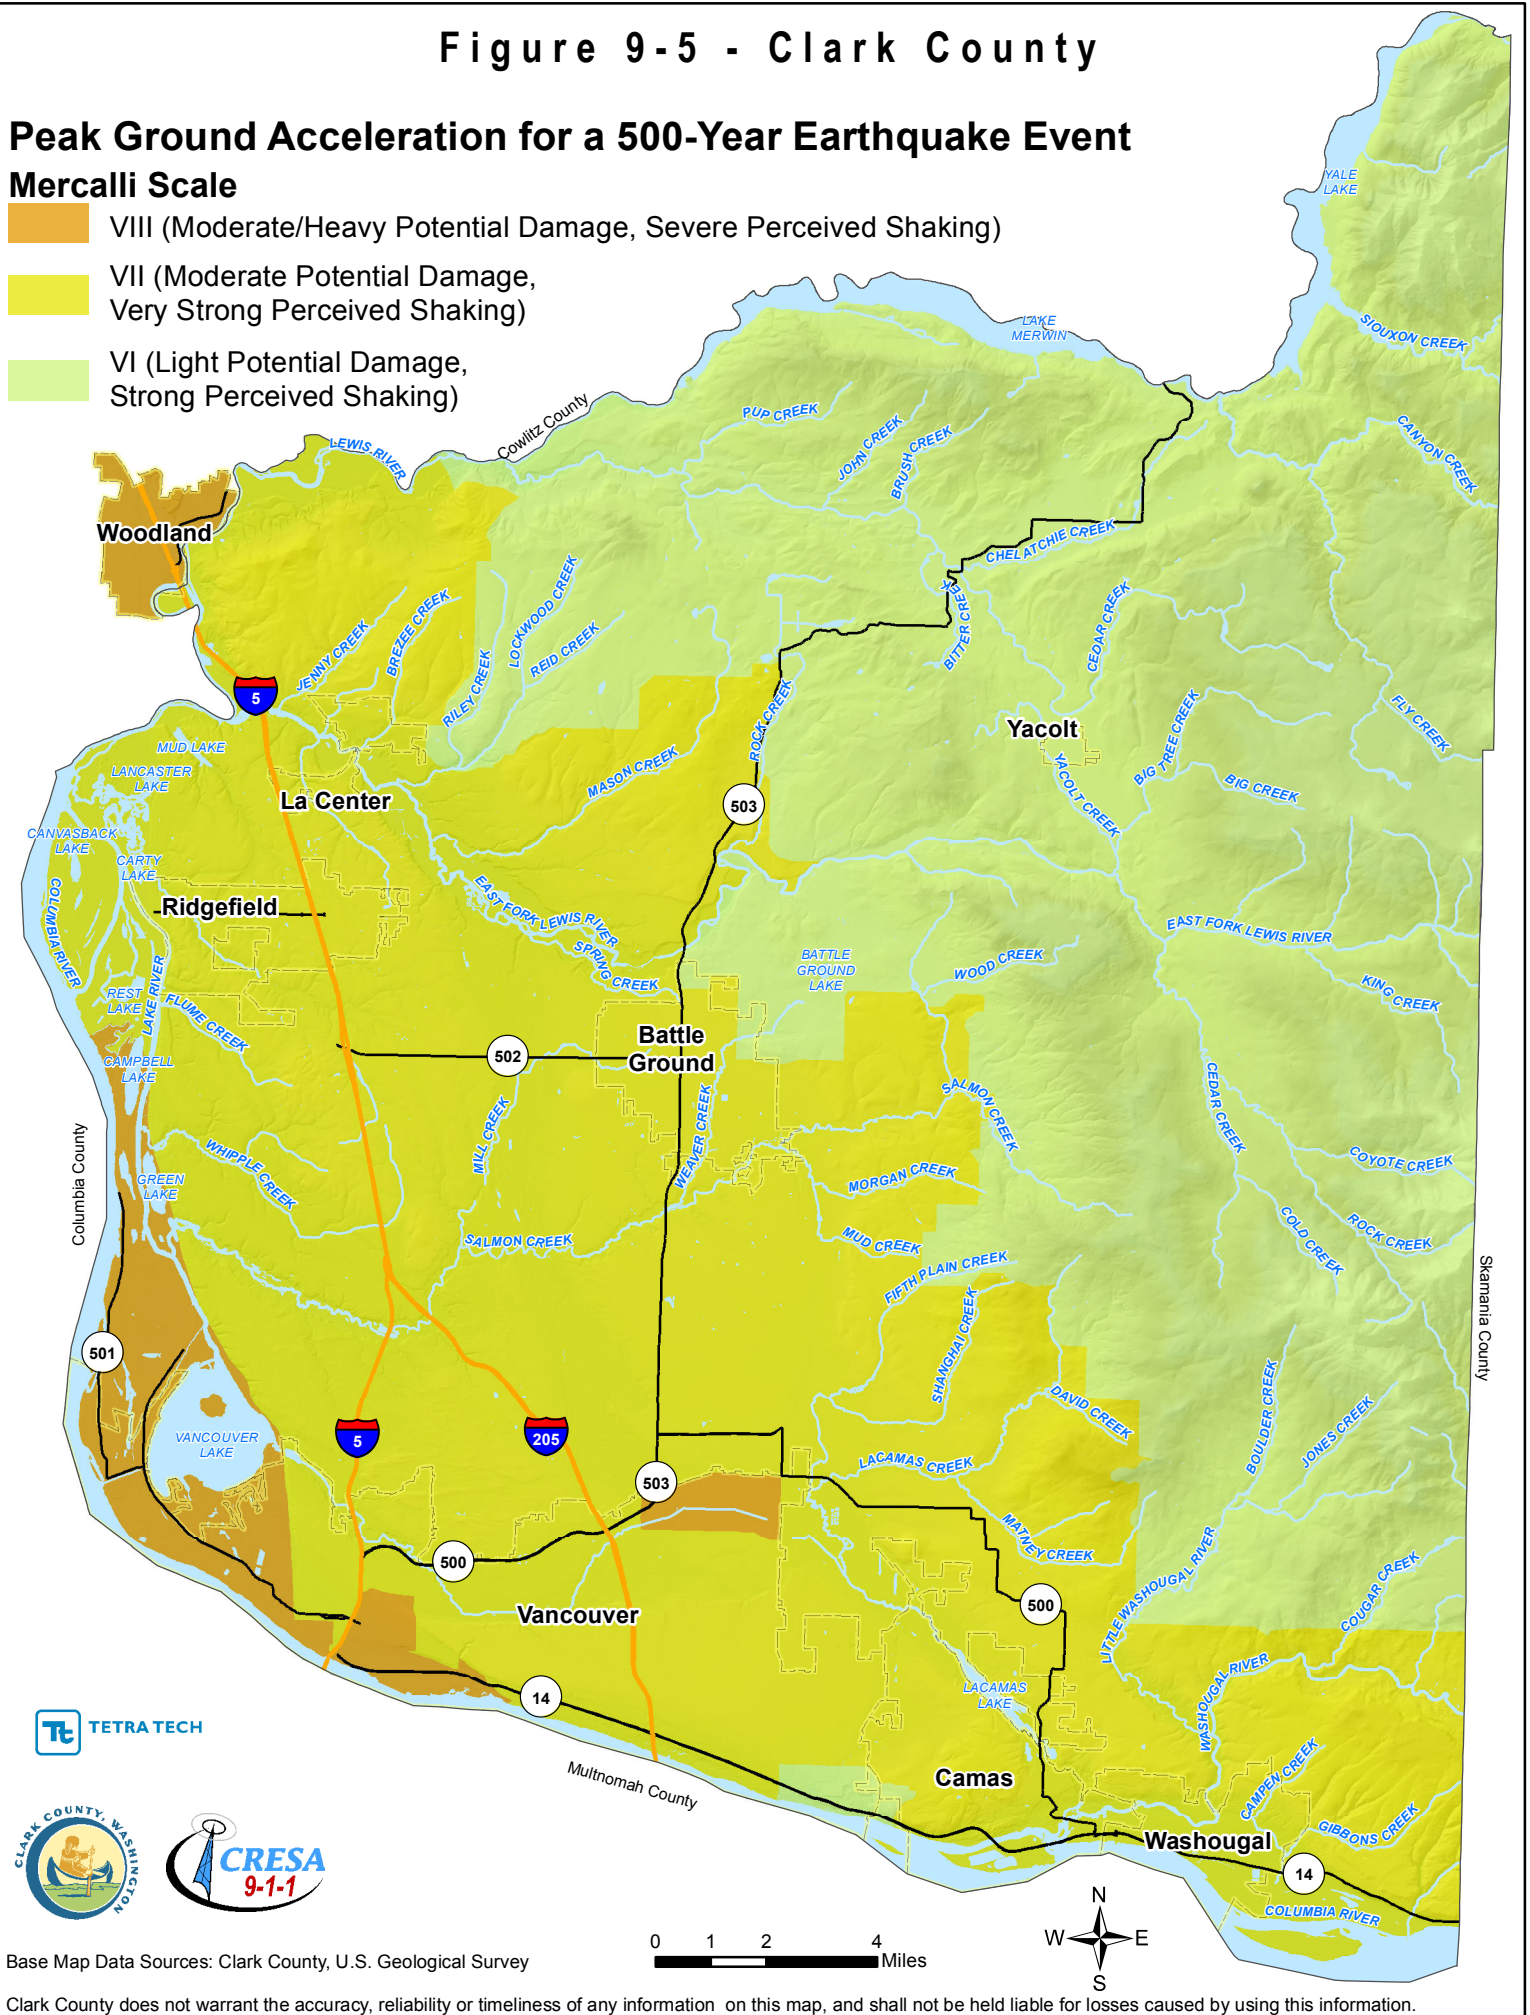 Figure 9-5 - Clark County
Peak Ground Acceleration for a 500-Year Earthquake Event
Mercalli Scale
VIII (Moderate/Heavy Potential Damage, Severe Perceived Shaking)
VII (Moderate Potential Damage,
Very Strong Perceived Shaking)
VI (Light Potential Damage,
Strong Perceived Shaking)
YALE
LAKE
LAKE
MERWIN
SIOUXON CREEK
Cowlitz County
PUP CREEK
JOHN CREEK
BRUSH CREEK
CANYON CREEK
LEWIS RIVER
Woodland
CHELATCHIE CREEK
LOCKWOOD CREEK
BREZEE CREEK
JENNY CREEK
REID CREEK
RILEY CREEK
BITTER CREEK
CEDAR CREEK
5
ROCK CREEK
Yacolt
BIG TREE CREEK
FLY CREEK
MUD LAKE
LANCASTER
LAKE
MASON CREEK
YACOLT CREEK
BIG CREEK
La Center
503
CANVASBACK
LAKE
CARTY
LAKE
COLUMBIA RIVER
Ridgefield
EAST FORK LEWIS RIVER
SPRING CREEK
EAST FORK LEWIS RIVER
BATTLE
GROUND
LAKE
WOOD CREEK
KING CREEK
REST
LAKE
LAKE RIVER
FLUME CREEK
Battle
Ground
502
CAMPBELL
LAKE
SALMON CREEK
CEDAR CREEK
MILL CREEK
WEAVER CREEK
Columbia County
WHIPPLE CREEK
GREEN
LAKE
MORGAN CREEK
COYOTE CREEK
SALMON CREEK
MUD CREEK
COLD CREEK
ROCK CREEK
FIFTH PLAIN CREEK
Skamania County
501
SHANGHAI CREEK
DAVID CREEK
BOULDER CREEK
JONES CREEK
VANCOUVER
LAKE
5
205
LACAMAS CREEK
503
MATNEY CREEK
500
LITTLE WASHOUGAL RIVER
COUGAR CREEK
Vancouver
500
WASHOUGAL RIVER
LACAMAS
LAKE
14
TETRA TECH
Tt
Multnomah County
Camas
CAMPEN CREEK
GIBBONS CREEK
Washougal
14
COLUMBIA RIVER
CLARK COUNTY, WASHINGTON
CRESA
9-1-1
N
W E
S
0 1 2 4
Miles
Base Map Data Sources: Clark County, U.S. Geological Survey
Clark County does not warrant the accuracy, reliability or timeliness of any information on this map, and shall not be held liable for losses caused by using this information.